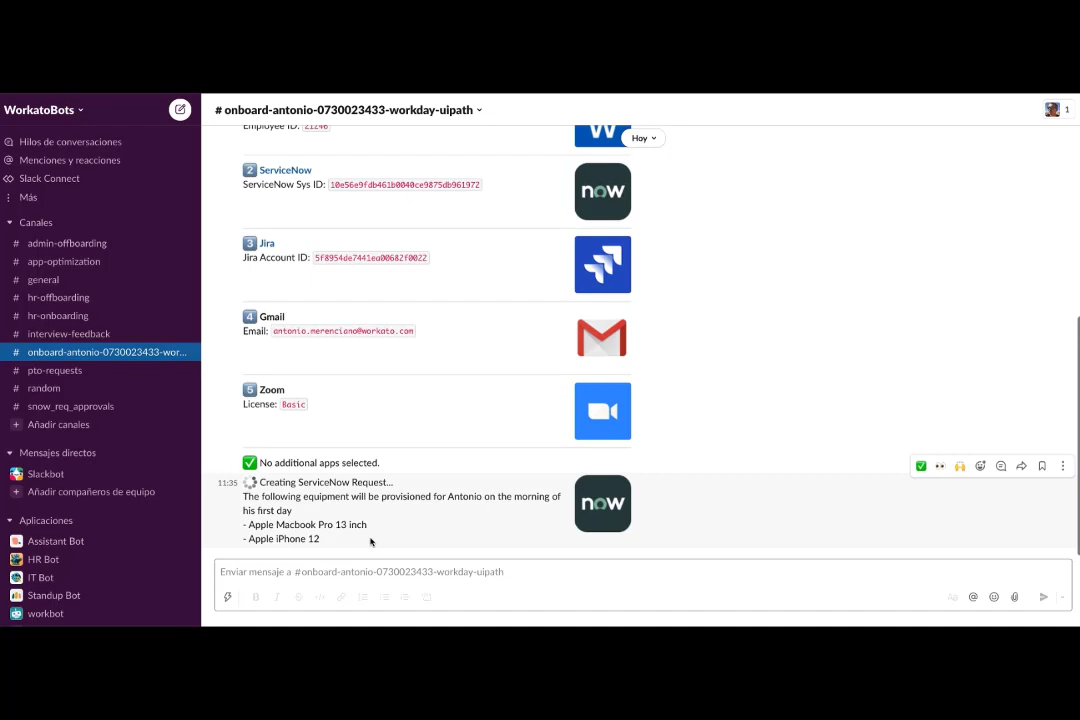 WorkatoBots
# onboard-antonio-0730023433-workday-uipath
1
Hilos de conversaciones
Menciones y reacciones
Slack Connect
Más
Canales
# admin-offboarding
# app-optimization
# general
# hr-offboarding
# hr-onboarding
# interview-feedback
# onboard-antonio-0730023433-wor...
# pto-requests
# random
# snow_req_approvals
+ Añadir canales
Mensajes directos
Slackbot
+ Añadir compañeros de equipo
Aplicaciones
Assistant Bot
HR Bot
IT Bot
Standup Bot
workbot
Employee ID: 21246
W
Hoy
2 ServiceNow
ServiceNow Sys ID: 10e56e9fdb461b0040ce9875db961972
now
3 Jira
Jira Account ID: 5f8954de7441ea00682f0022
4 Gmail
Email: antonio.merenciano@workato.com
5 Zoom
License: Basic
No additional apps selected.
11:35 Creating ServiceNow Request...
The following equipment will be provisioned for Antonio on the morning of
his first day
- Apple Macbook Pro 13 inch
- Apple iPhone 12
now
Enviar mensaje a #onboard-antonio-0730023433-workday-uipath
B I S
Aa @